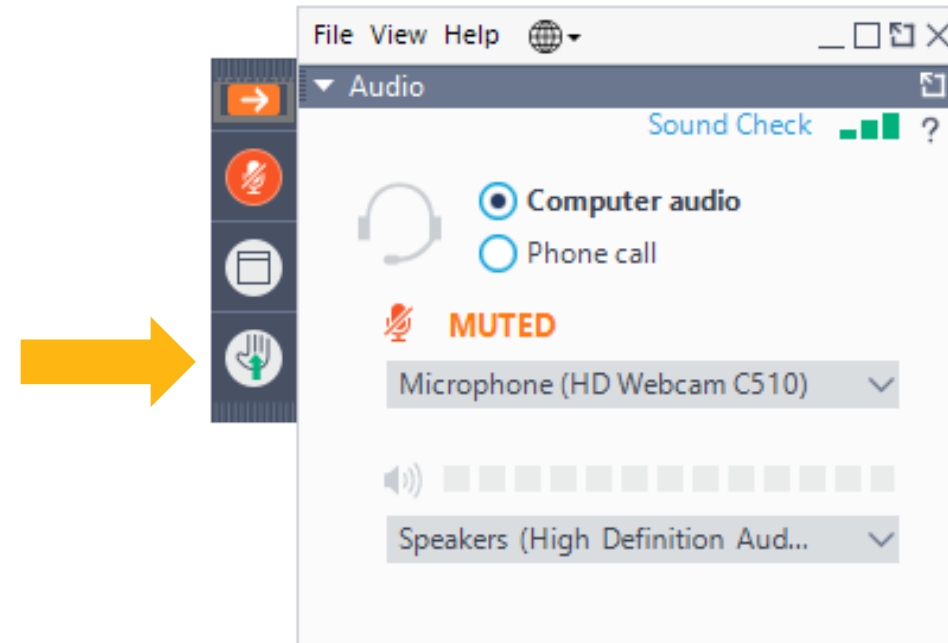 File View Help
Audio
Sound Check ?
Computer audio
Phone call
MUTED
Microphone (HD Webcam C510)
Speakers (High Definition Aud...